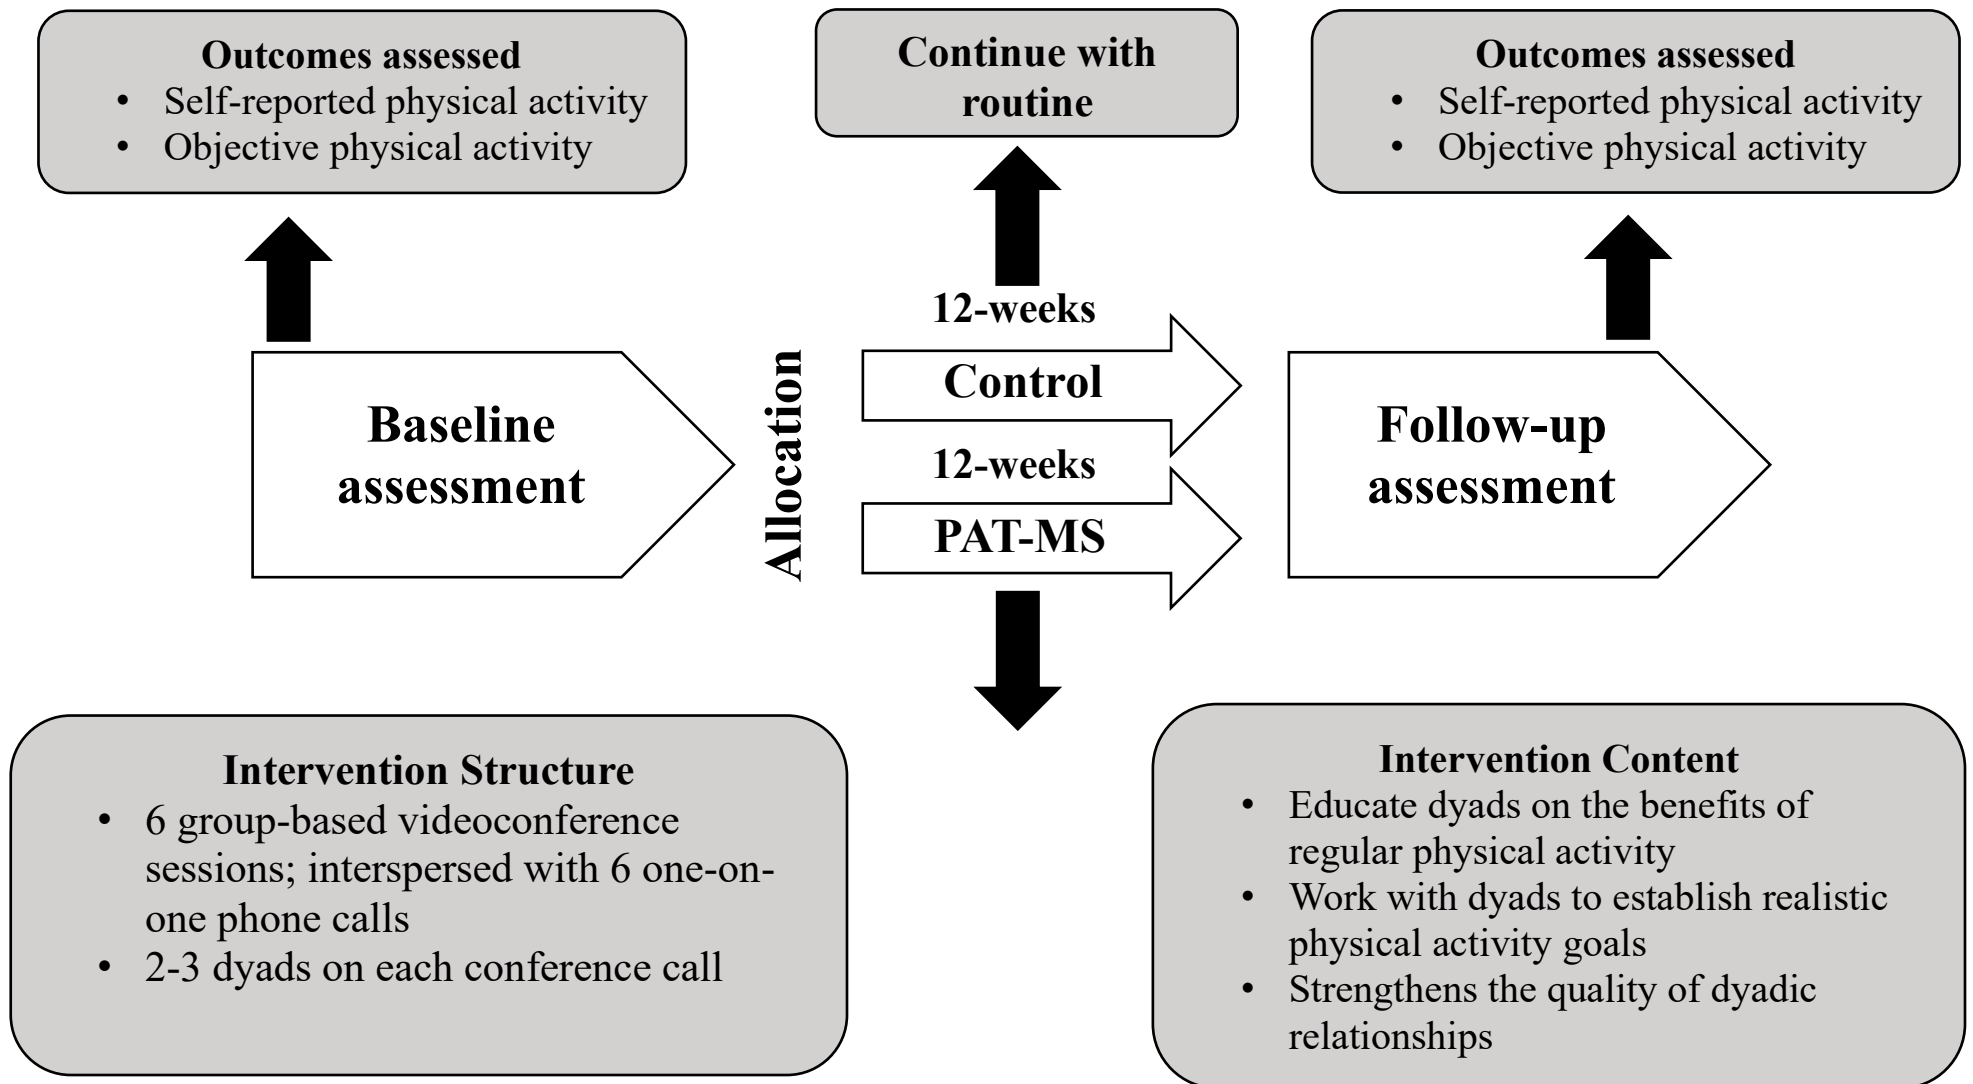 Outcomes assessed
• Self-reported physical activity
• Objective physical activity
Continue with
routine
Outcomes assessed
• Self-reported physical activity
• Objective physical activity
Baseline
assessment
Allocation
12-weeks
Control
12-weeks
PAT-MS
Follow-up
assessment
Intervention Structure
• 6 group-based videoconference
sessions; interspersed with 6 one-on-
one phone calls
• 2-3 dyads on each conference call
Intervention Content
• Educate dyads on the benefits of
regular physical activity
• Work with dyads to establish realistic
physical activity goals
• Strengthens the quality of dyadic
relationships